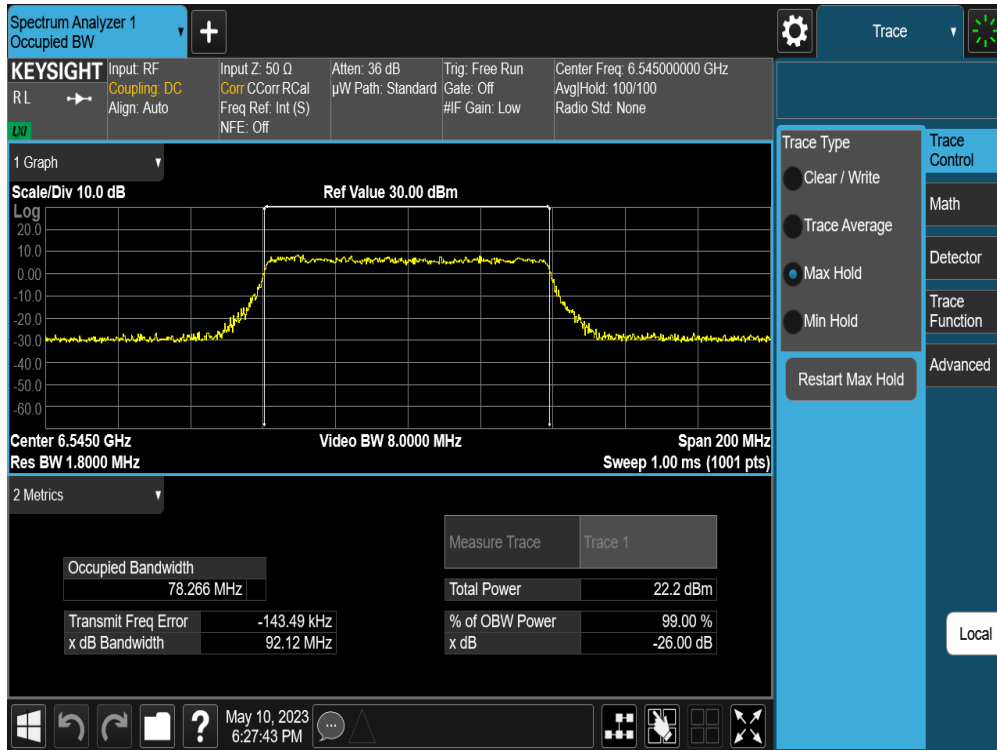 Spectrum Analyzer 1
Occupied BW
+
Trace
KEYSIGHT
R L
LXI
Input: RF
Coupling: DC
Align: Auto
Input Z: 50 Ω
Corr CCorr RCal
Freq Ref: Int (S)
NFE: Off
Atten: 36 dB
µW Path: Standard
Trig: Free Run
Gate: Off
#IF Gain: Low
Center Freq: 6.545000000 GHz
Avg|Hold: 100/100
Radio Std: None
1 Graph
Scale/Div 10.0 dB
Ref Value 30.00 dBm
Log
20.0
10.0
0.00
-10.0
-20.0
-30.0
-40.0
-50.0
-60.0
Center 6.5450 GHz
Video BW 8.0000 MHz
Span 200 MHz
Res BW 1.8000 MHz
Sweep 1.00 ms (1001 pts)
2 Metrics
Measure Trace
Trace 1
Occupied Bandwidth
78.266 MHz
Total Power 22.2 dBm
Transmit Freq Error -143.49 kHz
% of OBW Power 99.00 %
x dB Bandwidth 92.12 MHz
x dB -26.00 dB
Trace Type
Clear / Write
Trace Average
Max Hold
Min Hold
Restart Max Hold
Trace
Control
Math
Detector
Trace
Function
Advanced
Local
?
May 10, 2023
6:27:43 PM